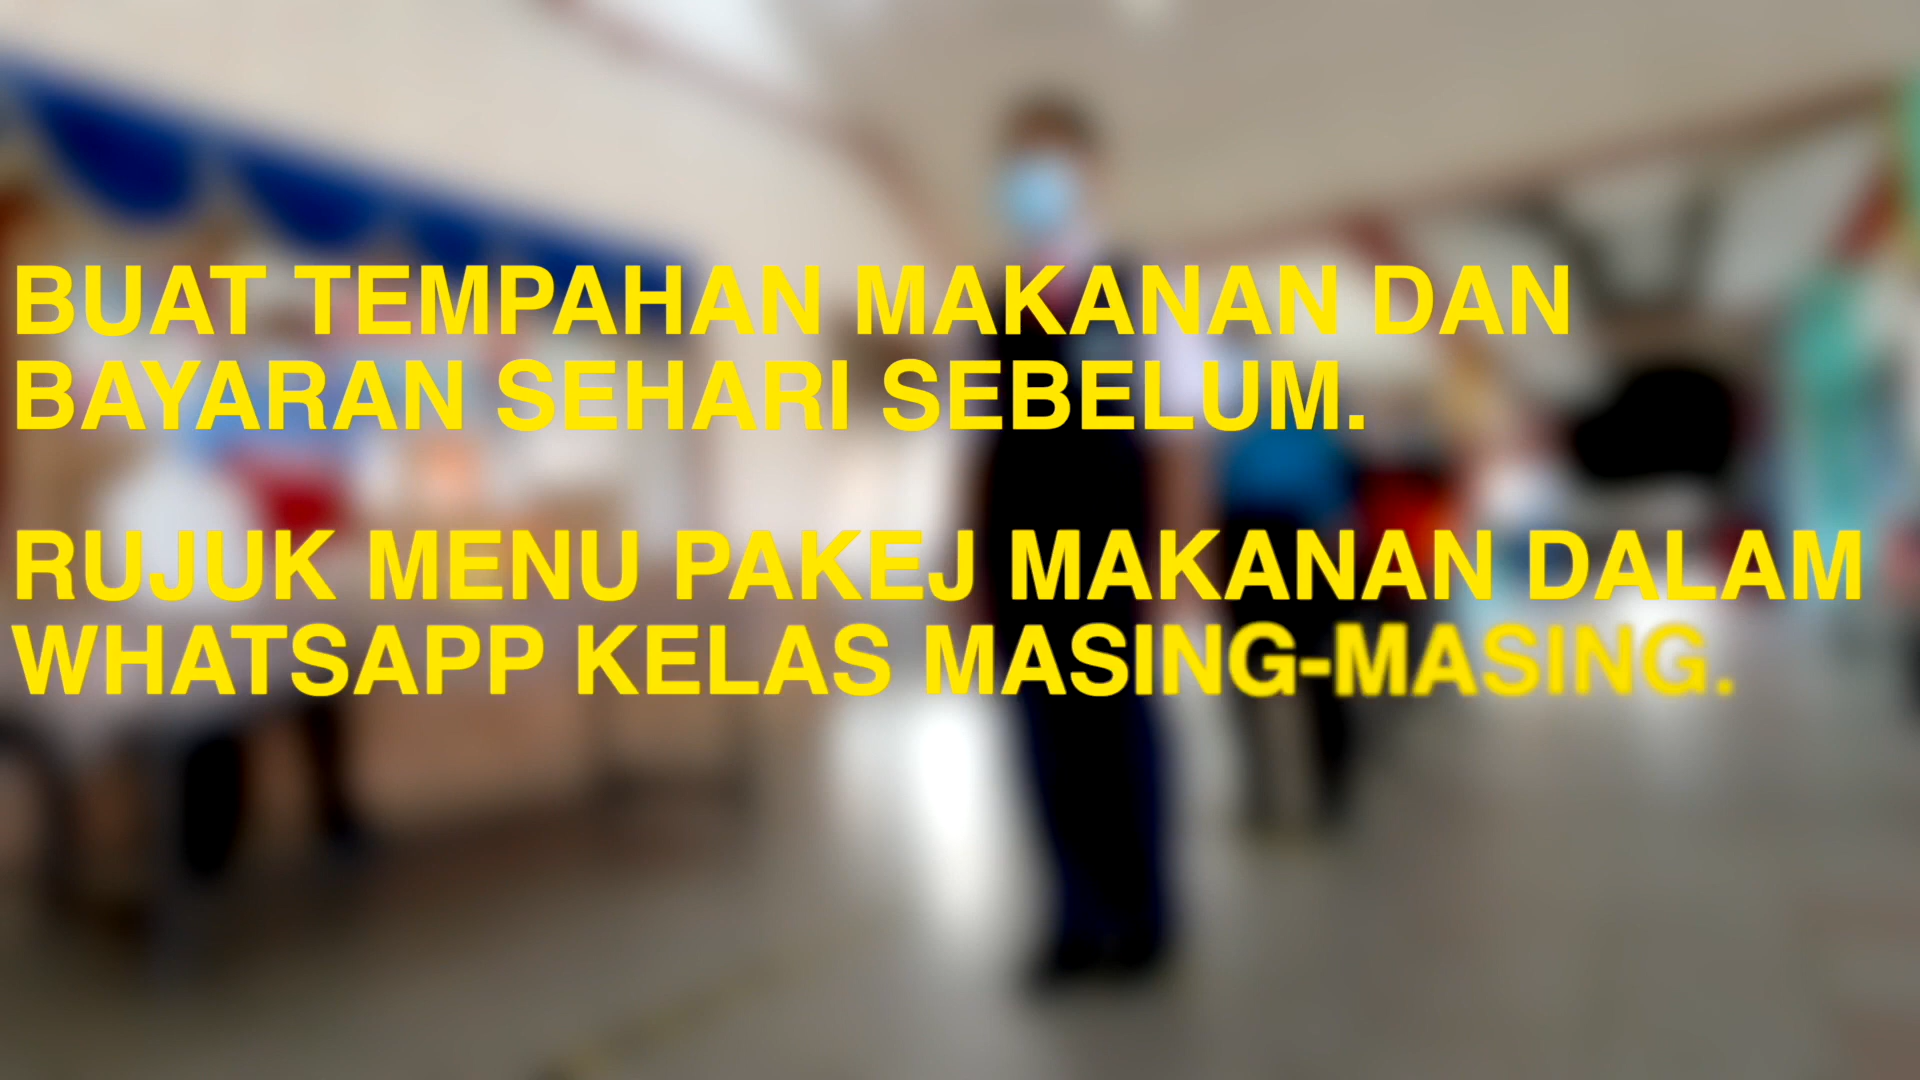 BUAT TEMPAHAN MAKANAN DAN
BAYARAN SEHARI SEBELUM.
RUJUK MENU PAKEJ MAKANAN DALAM
WHATSAPP KELAS MASING-MASING.